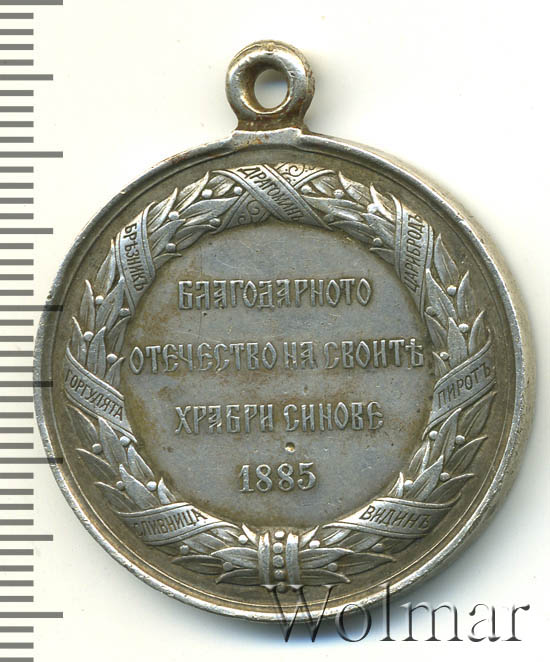 ДРАГОМАНЪ
БРѢЗНИКЪ
ЦАРИБРОДЪ
БЛАГОДАРНОТО
ОТЕЧЕСТВО НА СВОИТѢ
ХРАБРИ СИНОВЕ
1885
ГОРГУЛЯТА
ПИРОТЪ
СЛИВНИЦА
ВИДИНЪ
Wolmar